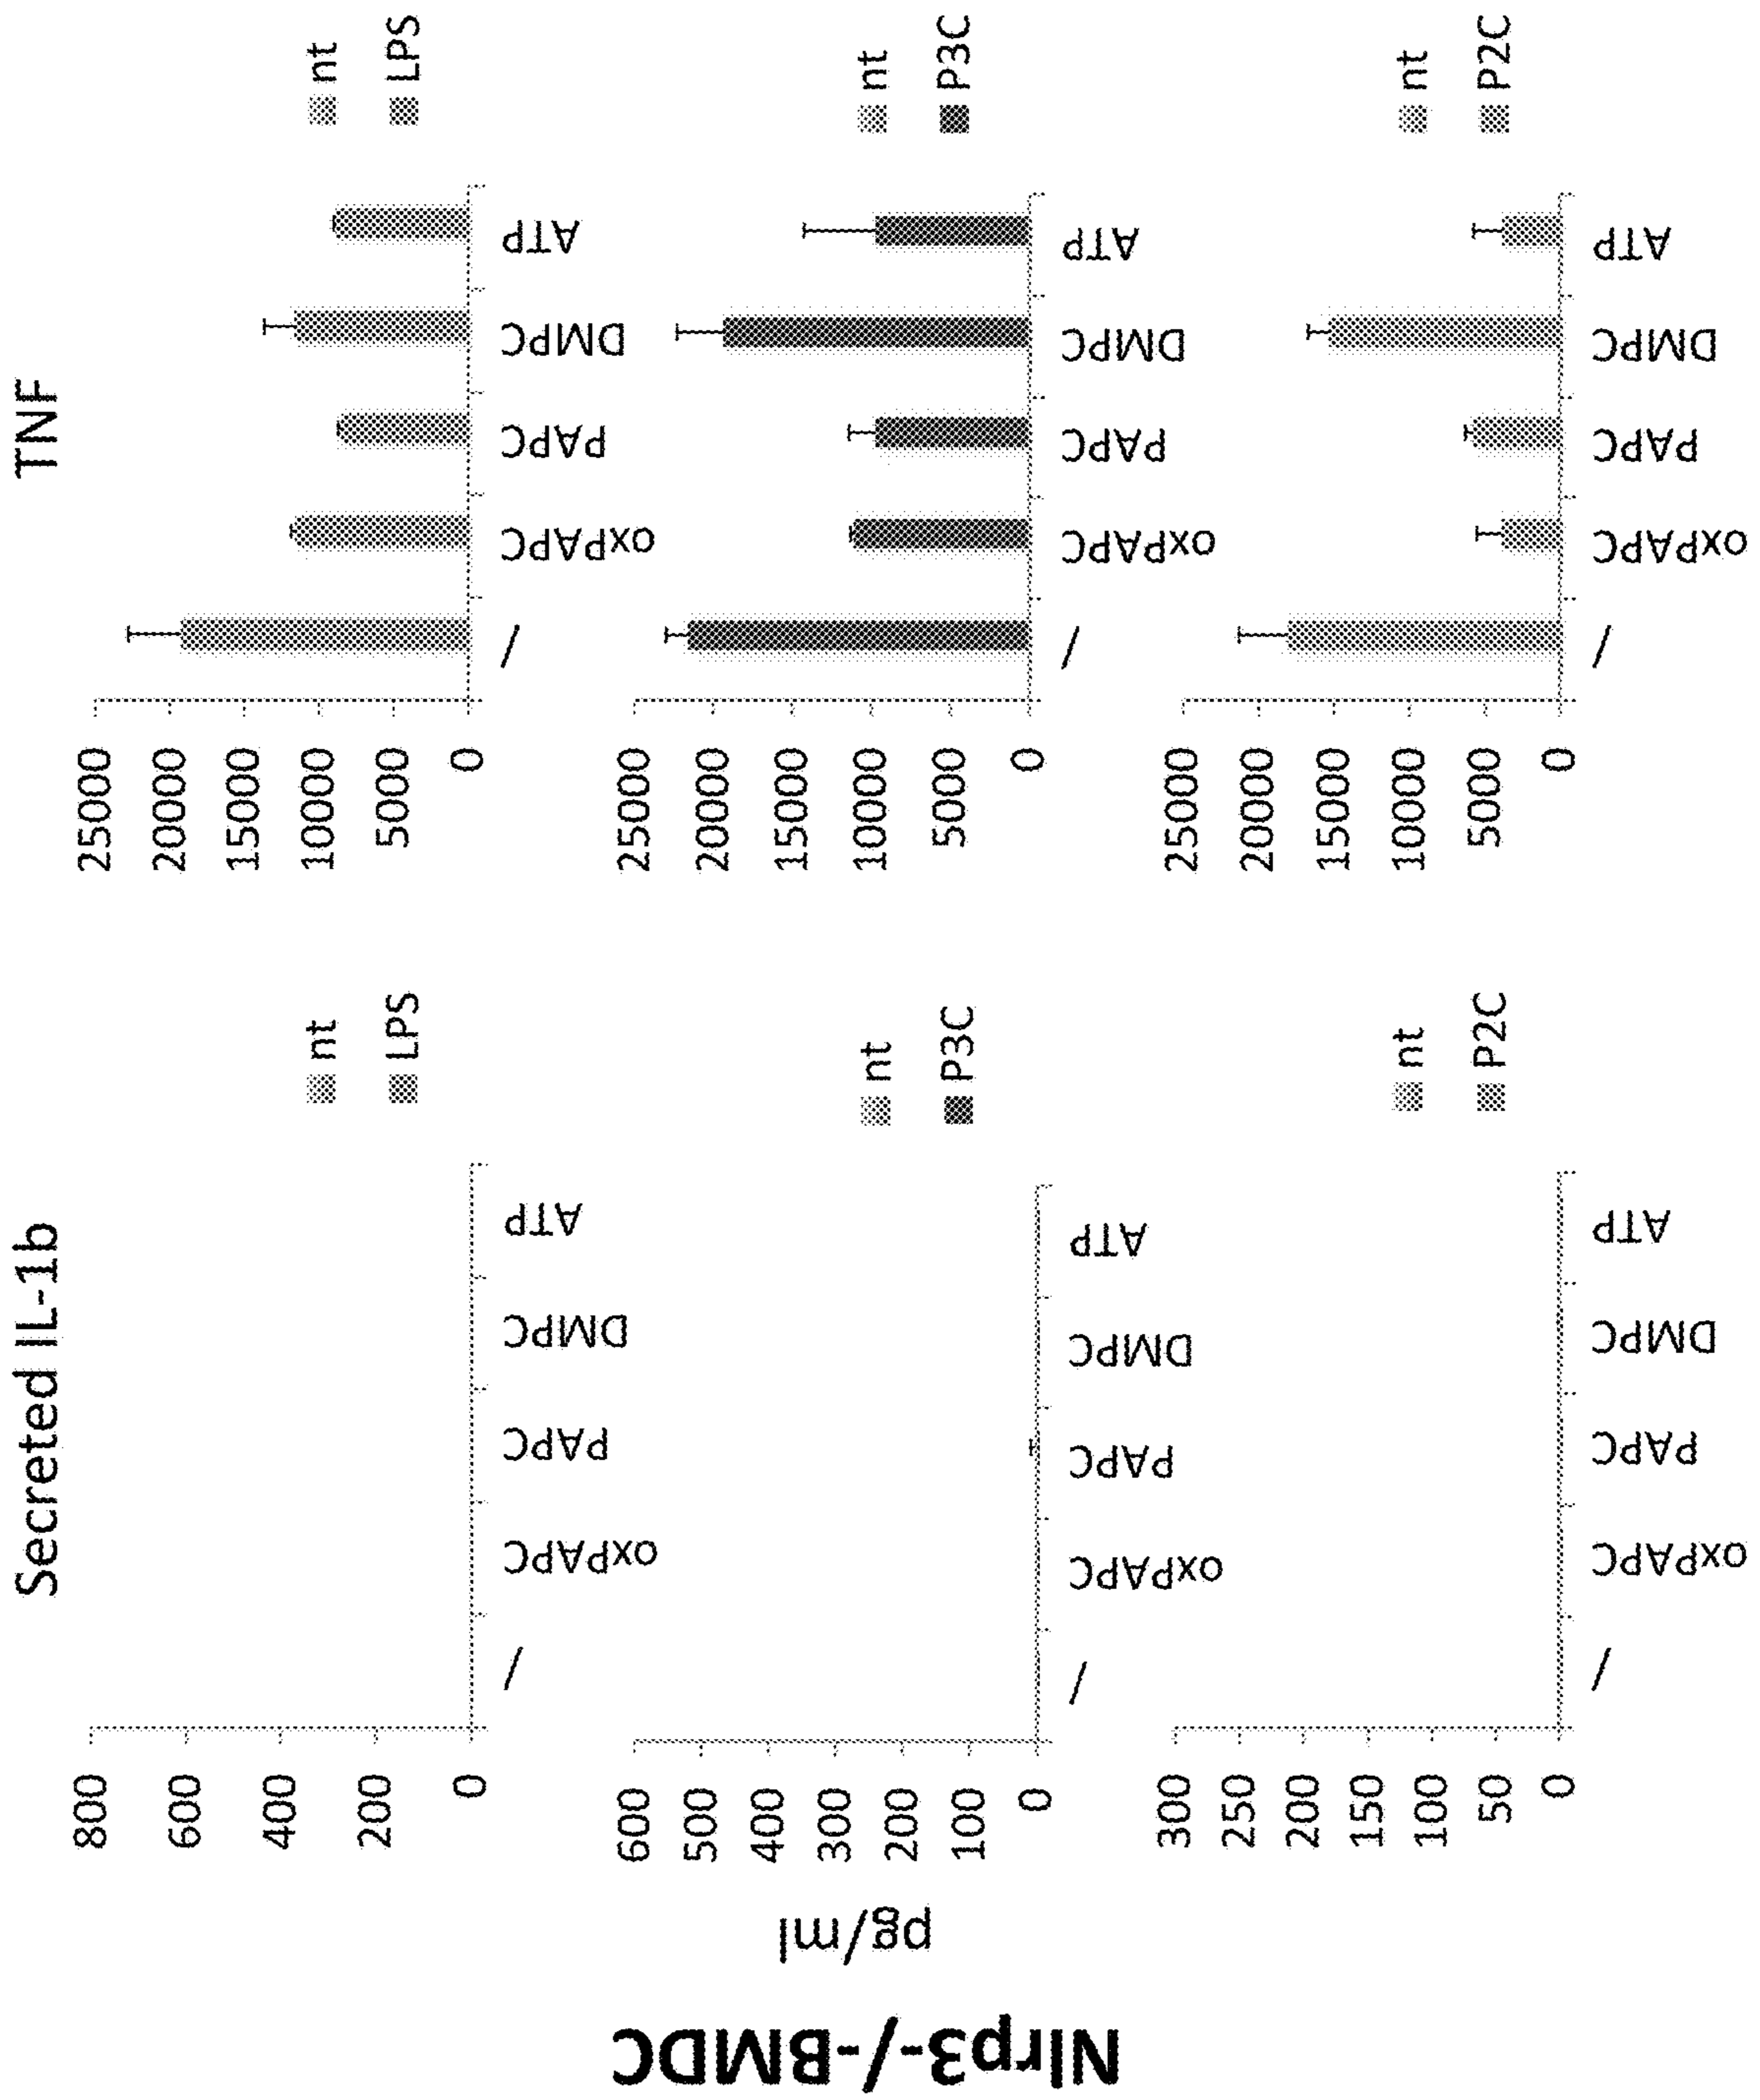 Nlrp3-/-BMDC
pg/ml
Secreted IL-1b
800
600
400
200
0
/
oxPAPC
PAPC
DMPC
ATP
nt
LPS
600
500
400
300
200
100
0
/
oxPAPC
PAPC
DMPC
ATP
nt
P3C
300
250
200
150
100
50
0
/
oxPAPC
PAPC
DMPC
ATP
nt
P2C
TNF
25000
20000
15000
10000
5000
0
/
oxPAPC
PAPC
DMPC
ATP
nt
LPS
25000
20000
15000
10000
5000
0
/
oxPAPC
PAPC
DMPC
ATP
nt
P3C
25000
20000
15000
10000
5000
0
/
oxPAPC
PAPC
DMPC
ATP
nt
P2C